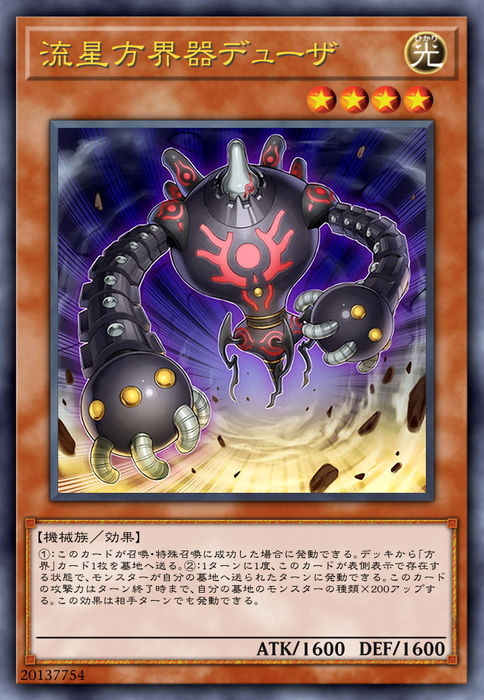 流星方界器デューザ
ひかり
光
【機械族／効果】
①：このカードが召喚・特殊召喚に成功した場合に発動できる。デッキから「方
界」カード1枚を墓地へ送る。②：1ターンに1度、このカードが表側表示で存在す
る状態で、モンスターが自分の墓地へ送られたターンに発動できる。このカード
の攻撃力はターン終了時まで、自分の墓地のモンスターの種類×200アップす
る。この効果は相手ターンでも発動できる。
ATK/1600 DEF/1600
20137754